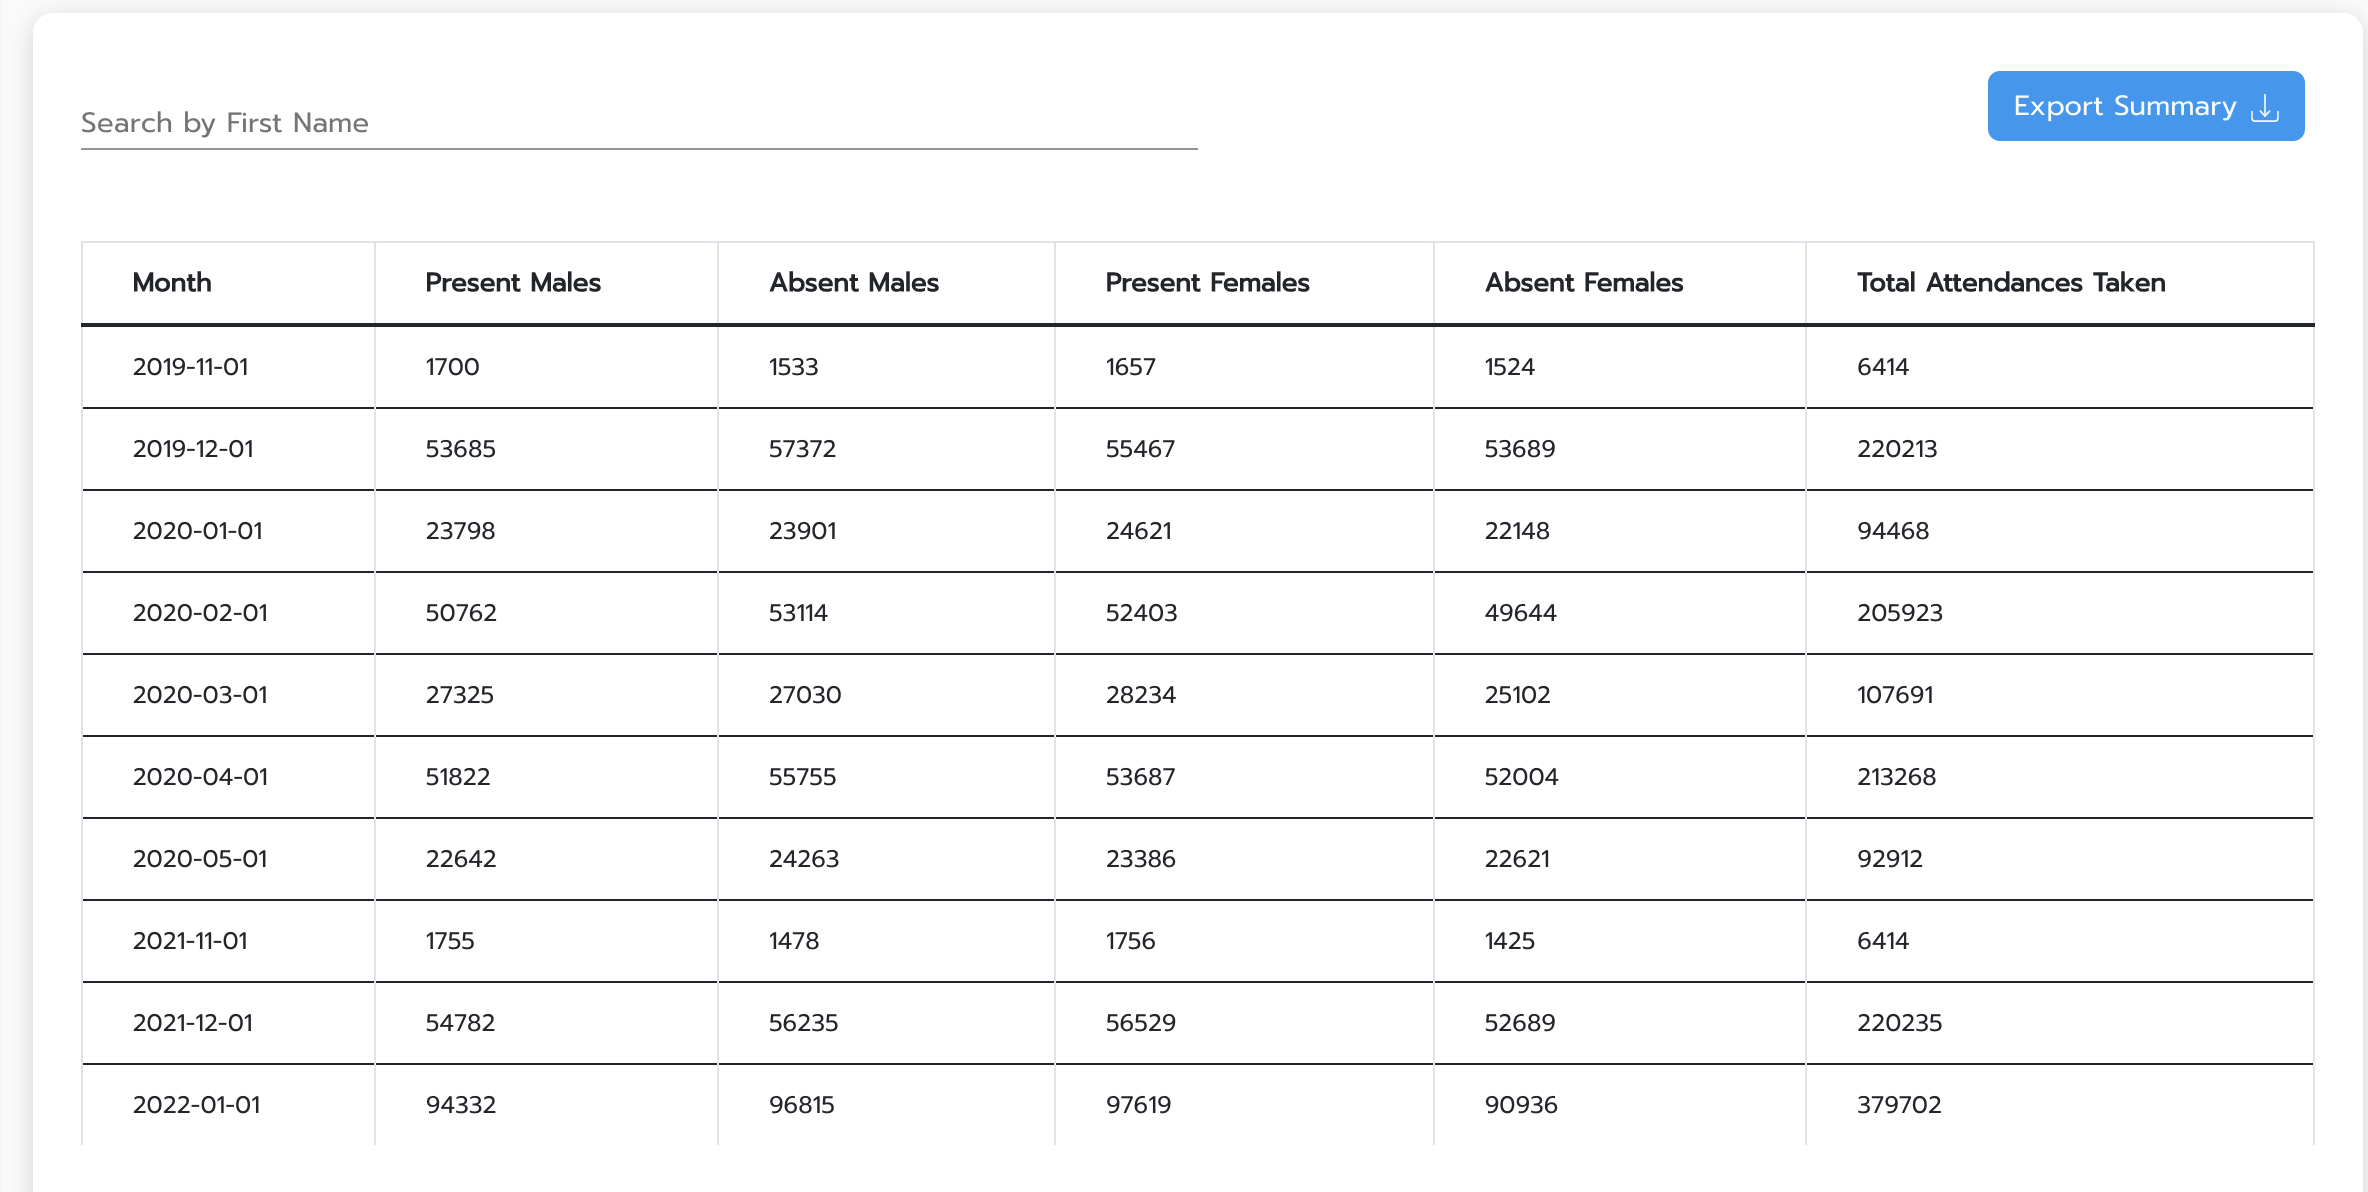 Search by First Name
Export Summary
Month Present Males Absent Males Present Females Absent Females Total Attendances Taken
2019-11-01 1700 1533 1657 1524 6414
2019-12-01 53685 57372 55467 53689 220213
2020-01-01 23798 23901 24621 22148 94468
2020-02-01 50762 53114 52403 49644 205923
2020-03-01 27325 27030 28234 25102 107691
2020-04-01 51822 55755 53687 52004 213268
2020-05-01 22642 24263 23386 22621 92912
2021-11-01 1755 1478 1756 1425 6414
2021-12-01 54782 56235 56529 52689 220235
2022-01-01 94332 96815 97619 90936 379702